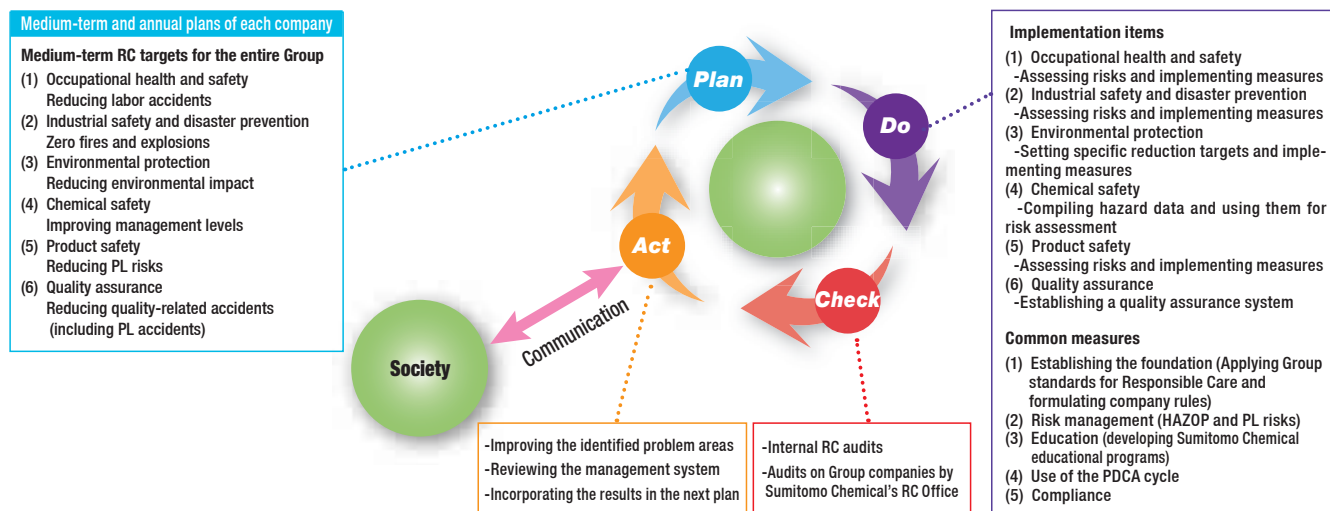 Medium-term and annual plans of each company
Medium-term RC targets for the entire Group
(1) Occupational health and safety
Reducing labor accidents
(2) Industrial safety and disaster prevention
Zero fires and explosions
(3) Environmental protection
Reducing environmental impact
(4) Chemical safety
Improving management levels
(5) Product safety
Reducing PL risks
(6) Quality assurance
Reducing quality-related accidents
(including PL accidents)
Plan
Do
Check
Act
Communication
Society
-Improving the identified problem areas
-Reviewing the management system
-Incorporating the results in the next plan
-Internal RC audits
-Audits on Group companies by
Sumitomo Chemical's RC Office
Implementation items
(1) Occupational health and safety
-Assessing risks and implementing measures
(2) Industrial safety and disaster prevention
-Assessing risks and implementing measures
(3) Environmental protection
-Setting specific reduction targets and imple-
menting measures
(4) Chemical safety
-Compiling hazard data and using them for
risk assessment
(5) Product safety
-Assessing risks and implementing measures
(6) Quality assurance
-Establishing a quality assurance system
Common measures
(1) Establishing the foundation (Applying Group
standards for Responsible Care and
formulating company rules)
(2) Risk management (HAZOP and PL risks)
(3) Education (developing Sumitomo Chemical
educational programs)
(4) Use of the PDCA cycle
(5) Compliance